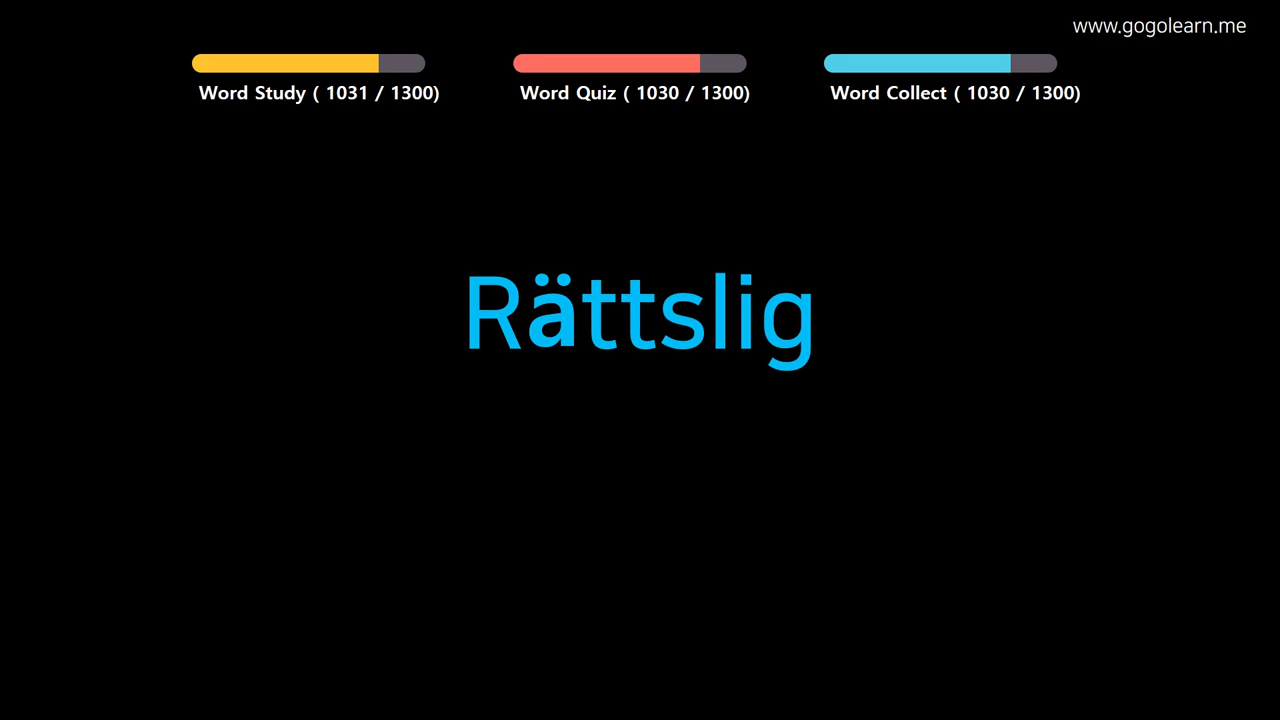 www.gogolearn.me
Word Study ( 1031 / 1300)
Word Quiz ( 1030 / 1300)
Word Collect ( 1030 / 1300)
Rättslig